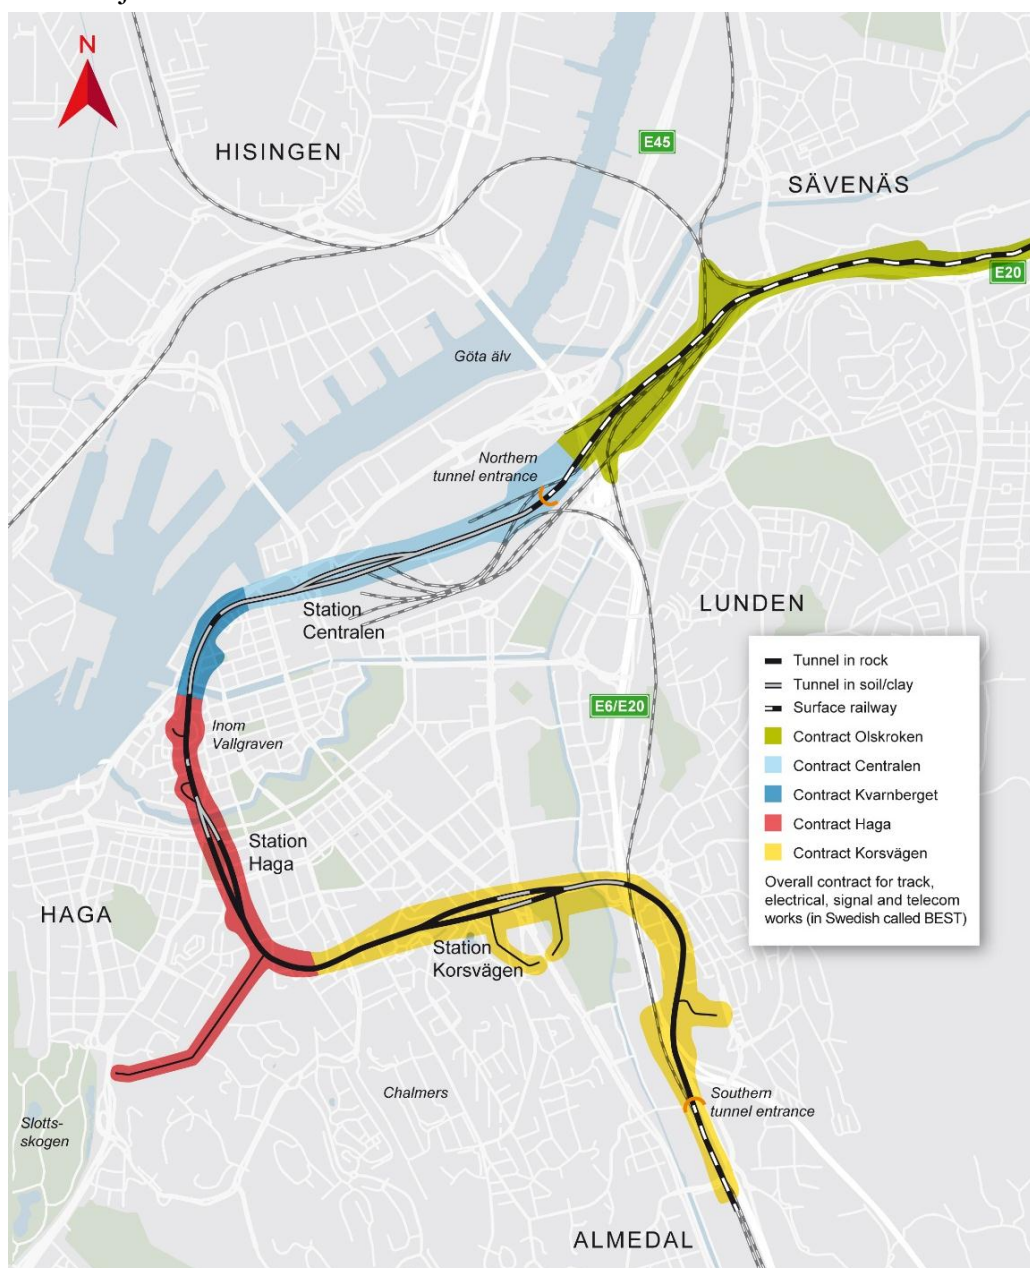 N
HISINGEN
E45
SÄVENÄS
E20
Göta älv
Northern
tunnel entrance
Station
Centralen
LUNDEN
E6/E20
Inom
Vallgraven
Station
Haga
HAGA
Station
Korsvägen
Chalmers
Slotts-
skogen
Southern
tunnel entrance
ALMEDAL
Tunnel in rock
Tunnel in soil/clay
Surface railway
Contract Olskroken
Contract Centralen
Contract Kvarnberget
Contract Haga
Contract Korsvägen
Overall contract for track,
electrical, signal and telecom
works (in Swedish called BEST)